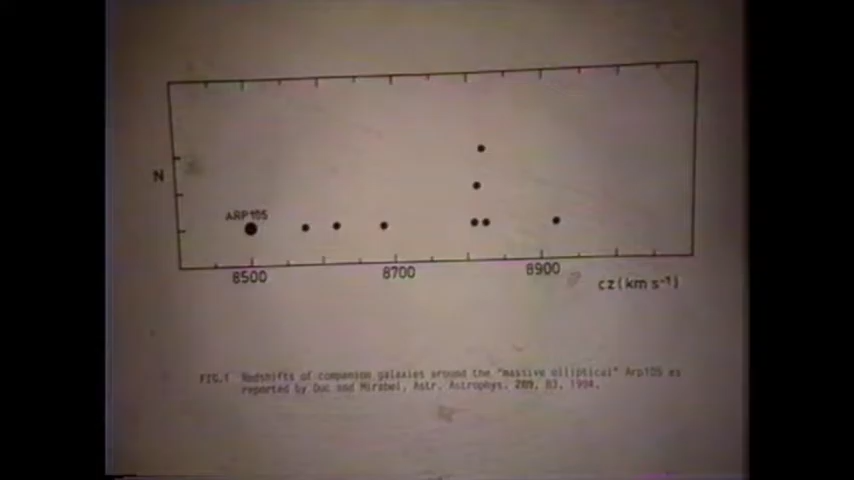 N
ARP105
8500
8700
8900
cz(km s-1)
FIG.1 Redshifts of companion galaxies around the "massive elliptical" Arp105 as
reported by Duc and Mirabel, Astr. Astrophys. 289, 83, 1994.